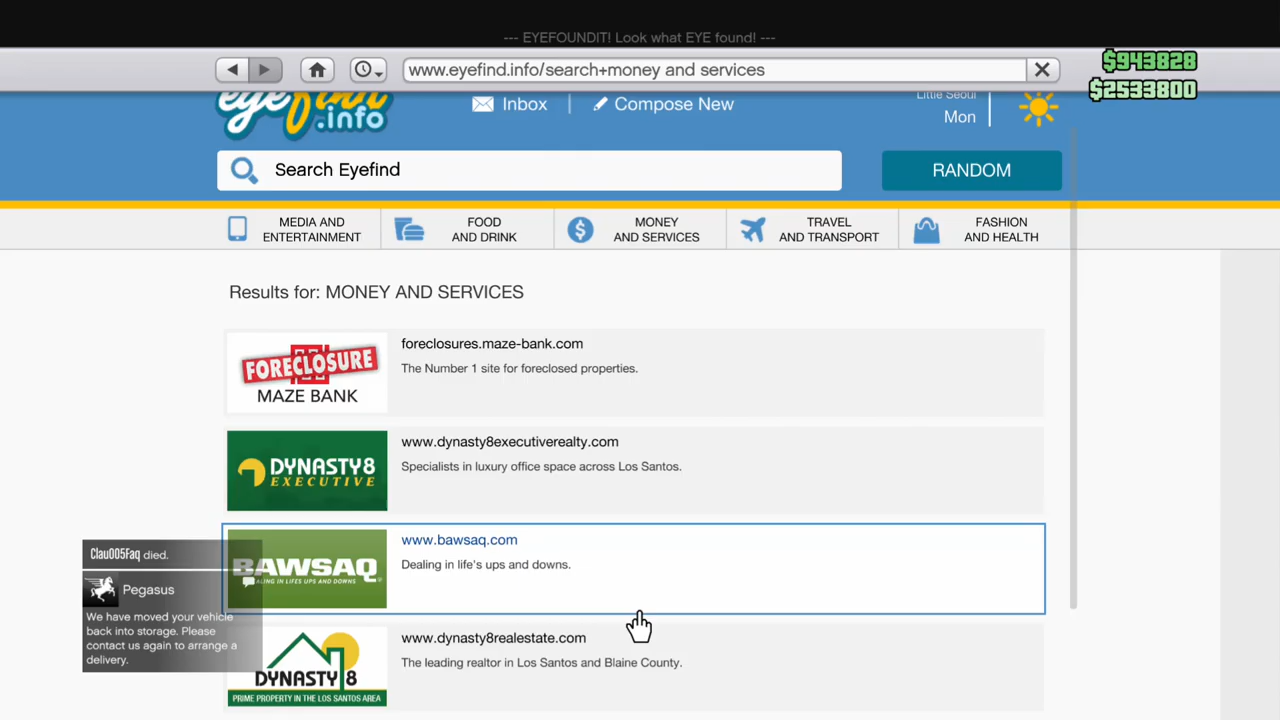 --- EYEFOUNDIT! Look what EYE found! ---
www.eyefind.info/search+money and services
$943828
$2533800
eyefind
.info
Inbox
Compose New
Little Seoul
Mon
Search Eyefind
RANDOM
MEDIA AND
ENTERTAINMENT
FOOD
AND DRINK
MONEY
AND SERVICES
TRAVEL
AND TRANSPORT
FASHION
AND HEALTH
Results for: MONEY AND SERVICES
FORECLOSURE
MAZE BANK
foreclosures.maze-bank.com
The Number 1 site for foreclosed properties.
DYNASTY8
EXECUTIVE
www.dynasty8executiverealty.com
Specialists in luxury office space across Los Santos.
BAWSAQ
DEALING IN LIFES UPS AND DOWNS
www.bawsaq.com
Dealing in life's ups and downs.
Clau005Faq died.
Pegasus
We have moved your vehicle
back into storage. Please
contact us again to arrange a
delivery.
DYNASTY 8
PRIME PROPERTY IN THE LOS SANTOS AREA
www.dynasty8realestate.com
The leading realtor in Los Santos and Blaine County.